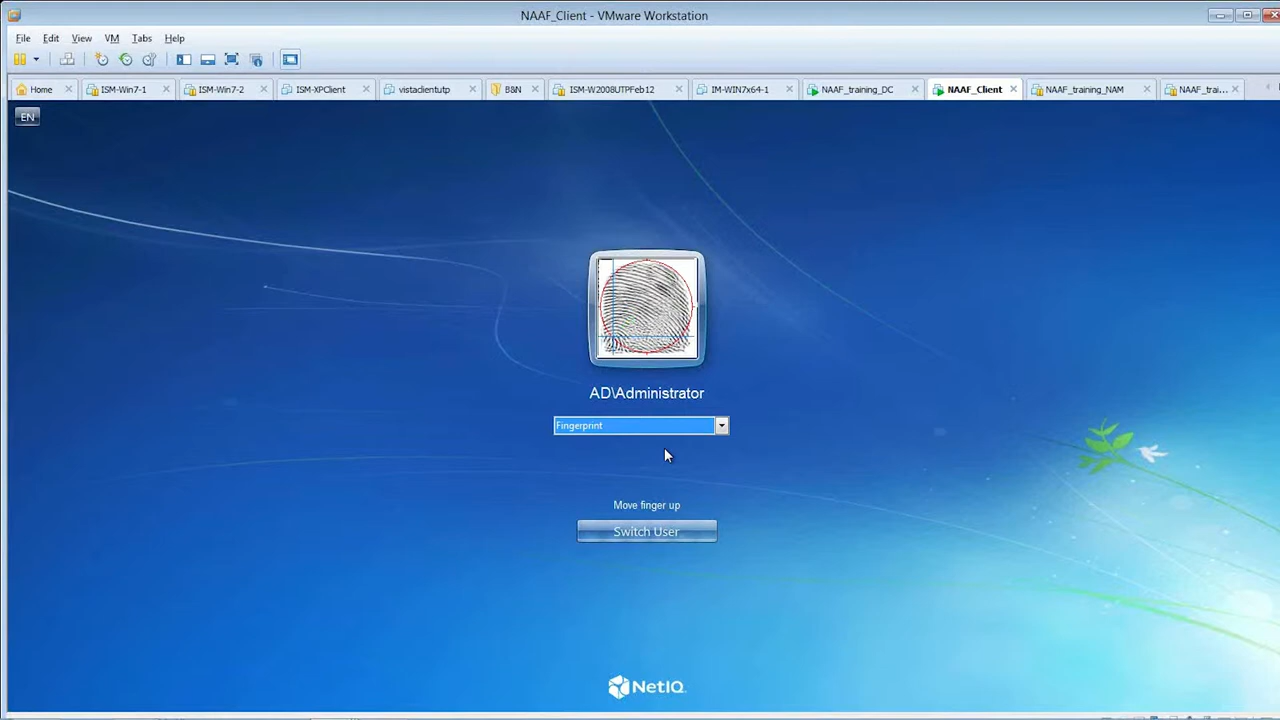 NAAF_Client - VMware Workstation
File Edit View VM Tabs Help
Home ISM-Win7-1 ISM-Win7-2 ISM-XPClient vistaclientutp B&N ISM-W2008UTPFeb12 IM-WIN7x64-1 NAAF_training_DC NAAF_Client NAAF_training_NAM NAAF_trai...
EN
AD\Administrator
Fingerprint
Move finger up
Switch User
NetIQ.